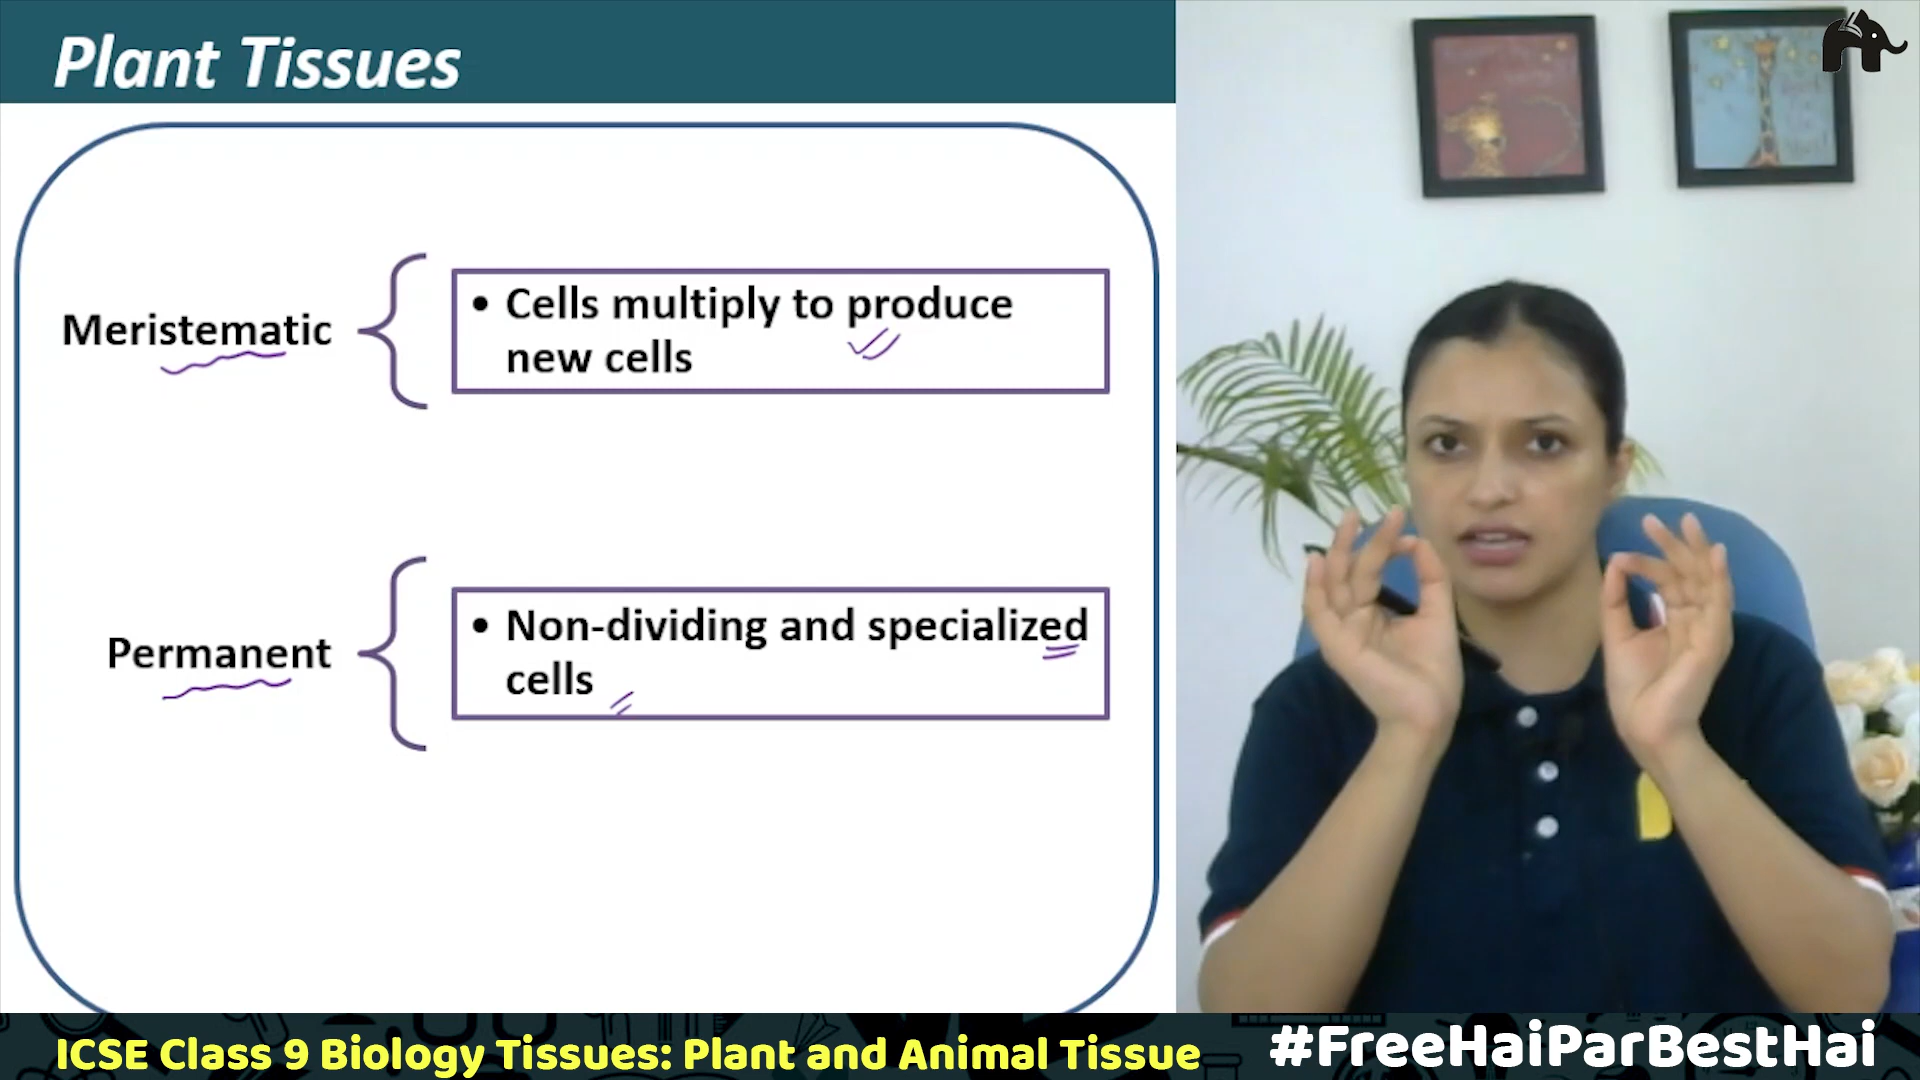 Plant Tissues
Meristematic
• Cells multiply to produce
new cells
Permanent
• Non-dividing and specialized
cells
ICSE Class 9 Biology Tissues: Plant and Animal Tissue
#FreeHaiParBestHai